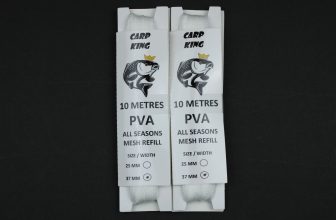 CARP
KING
10 METRES
PVA
ALL SEASONS
MESH REFILL
SIZE / WIDTH
25 MM
37 MM
CARP
KING
10 METRES
PVA
ALL SEASONS
MESH REFILL
SIZE / WIDTH
25 MM
37 MM